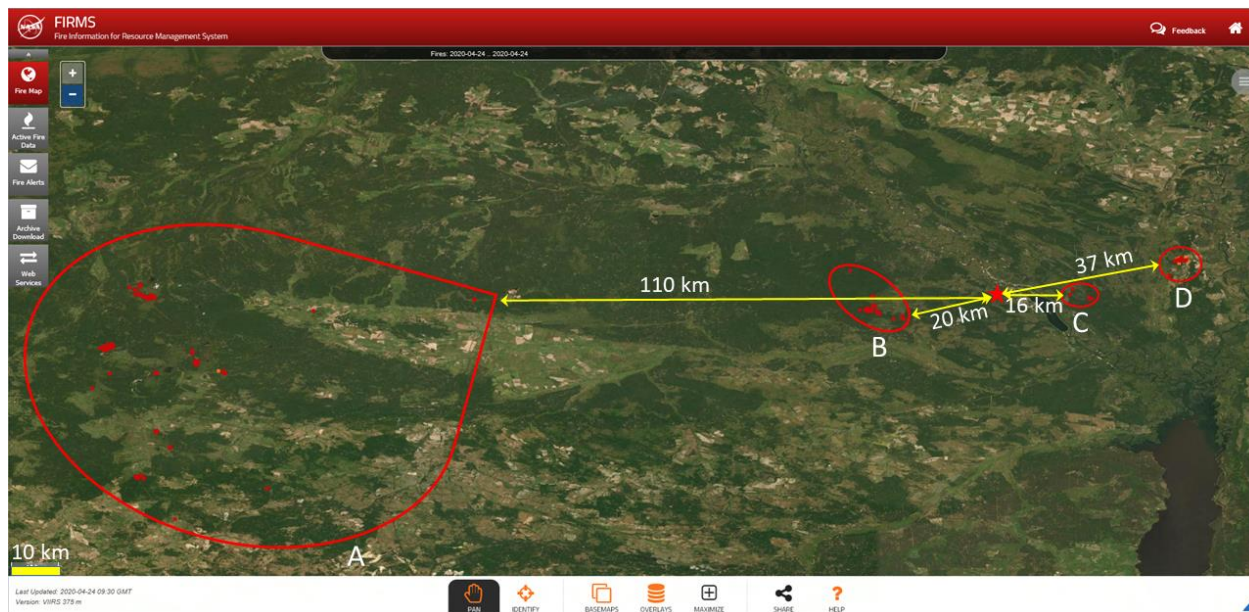 NASA
FIRMS
Fire Information for Resource Management System
Feedback
Fires: 2020-04-24 .. 2020-04-24
+
−
Fire Map
Active Fire
Data
Fire Alerts
Archive
Download
Web
Services
110 km
20 km
16 km
37 km
A
B
C
D
10 km
Last Updated: 2020-04-24 09:30 GMT
Version: VIIRS 375 m
PAN
IDENTIFY
BASEMAPS
OVERLAYS
MAXIMIZE
SHARE
?
HELP